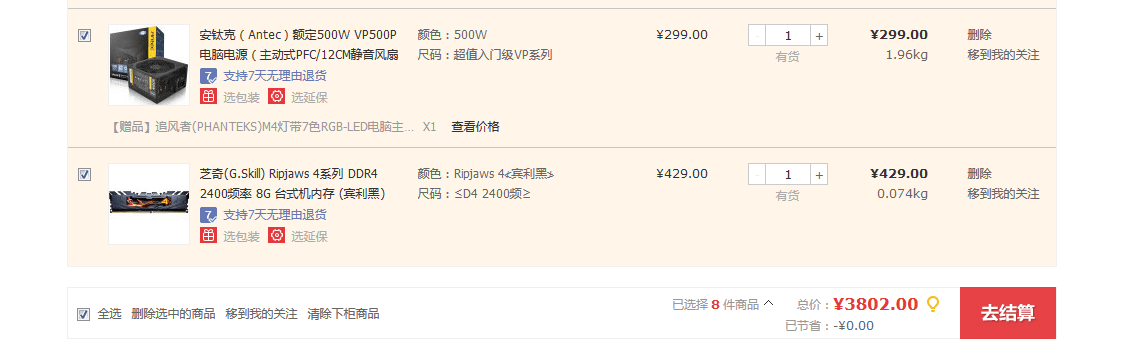 安钛克（Antec）额定500W VP500P 颜色：500W ¥299.00 1 + ¥299.00 删除
电脑电源（主动式PFC/12CM静音风扇 尺码：超值入门级VP系列 有货 1.96kg 移到我的关注
7 支持7天无理由退货
选包装 选延保
【赠品】追风者(PHANTEKS)M4灯带7色RGB-LED电脑主... X1 查看价格
芝奇(G.Skill) Ripjaws 4系列 DDR4 颜色：Ripjaws 4<宾利黑> ¥429.00 1 + ¥429.00 删除
2400频率 8G 台式机内存 (宾利黑) 尺码：≤D4 2400频≥ 有货 0.074kg 移到我的关注
7 支持7天无理由退货
选包装 选延保
全选 删除选中的商品 移到我的关注 清除下柜商品 已选择 8 件商品 总价：¥3802.00 去结算
已节省：-¥0.00